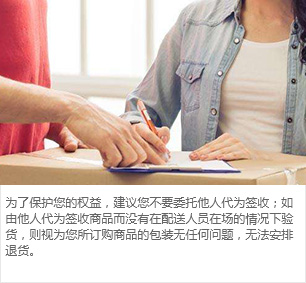 为了保护您的权益，建议您不要委托他人代为签收；如
由他人代为签收商品而没有在配送人员在场的情况下验
货，则视为您所订购商品的包装无任何问题，无法安排
退货。